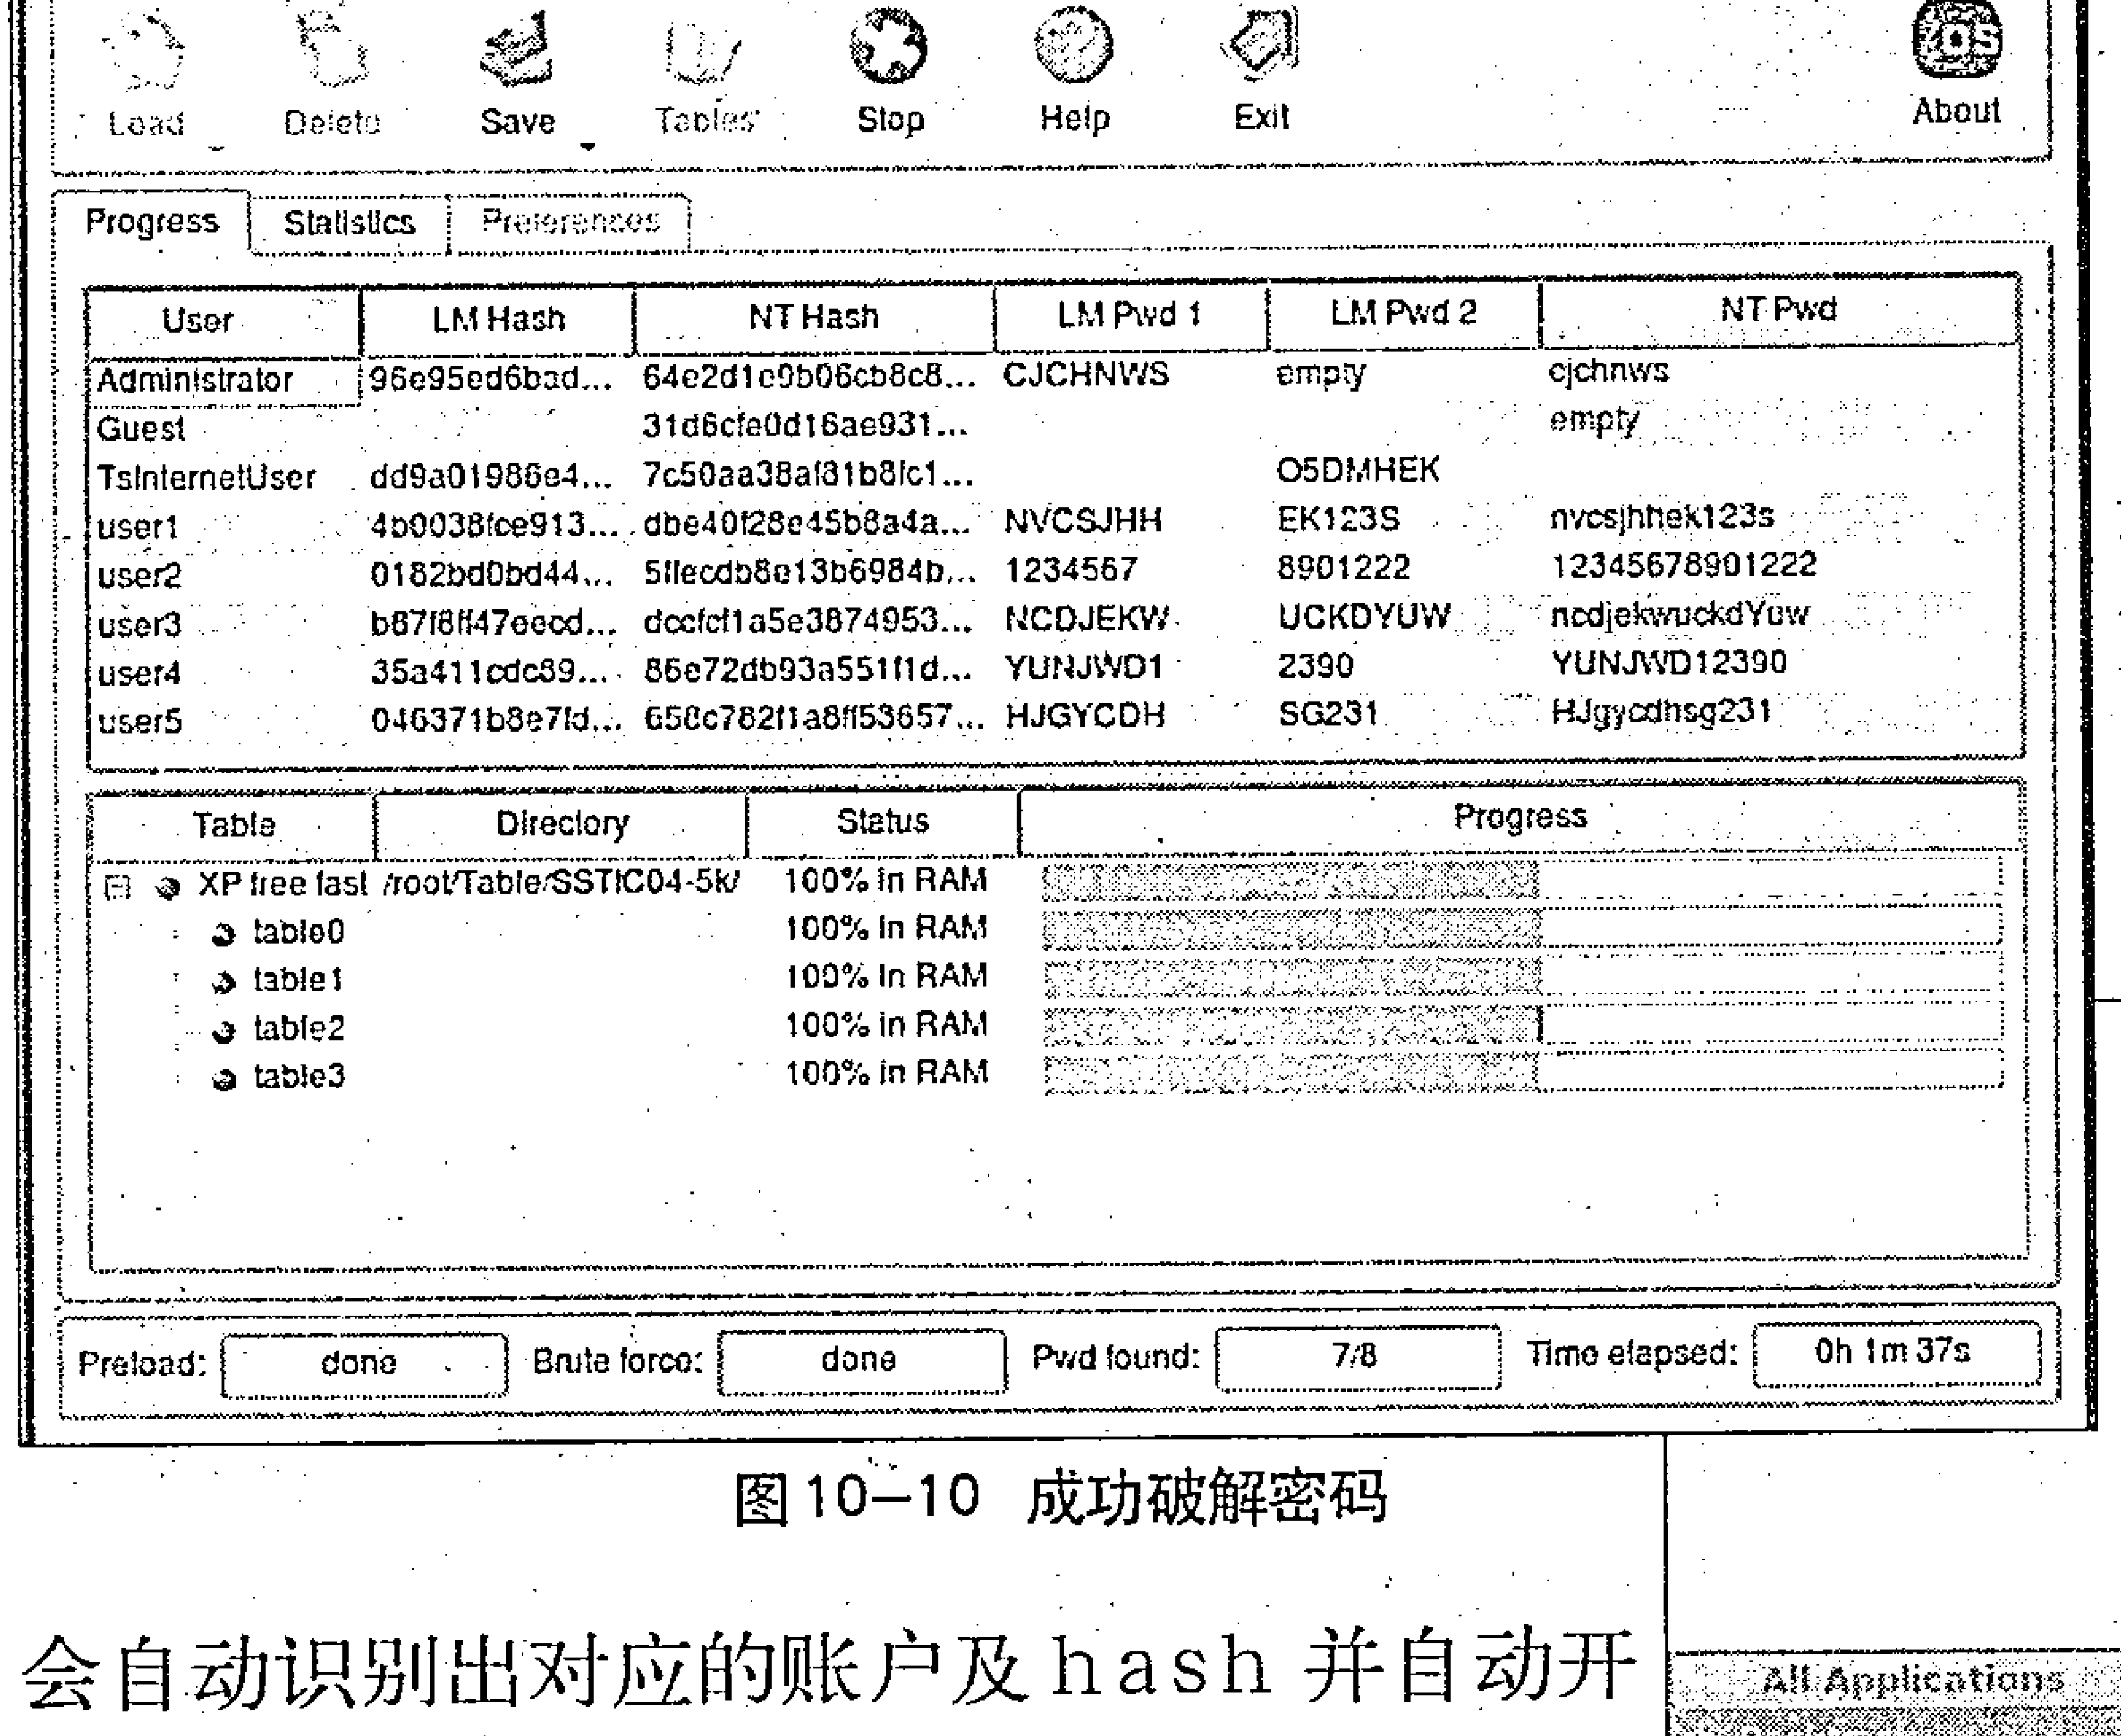 Load Delete Save Tables Stop Help Exit About
Progress Statistics Preferences
User LM Hash NT Hash LM Pwd 1 LM Pwd 2 NT Pwd
Administrator 96e95ed6bad... 64e2d1e9b06cb8c8... CJCHNWS empty cjchnws
Guest 31d6cfe0d16ae931... empty
TsInternetUser dd9a01986e4... 7c50aa38af81b8fc1... O5DMHEK
user1 4b0038fce913... dbe40f28e45b8a4a... NVCSJHH EK123S nvcsjhhek123s
user2 0182bd0bd44... 5ffecdb8e13b6984b... 1234567 8901222 12345678901222
user3 b87f8ff47eecd... dccfcf1a5e3874953... NCDJEKW UCKDYUW ncdjekwuckdYuw
user4 35a411cdc89... 86e72db93a551f1d... YUNJWD1 2390 YUNJWD12390
user5 046371b8e7fd... 658c782f1a8ff53657... HJGYCDH SG231 HJgycdhsg231
Table Directory Status Progress
XP free fast /root/Table/SSTIC04-5k/ 100% in RAM
table0 100% in RAM
table1 100% in RAM
table2 100% in RAM
table3 100% in RAM
Preload: done Brute force: done Pwd found: 7/8 Time elapsed: 0h 1m 37s
图10-10 成功破解密码
会自动识别出对应的账户及hash并自动开
All Applications